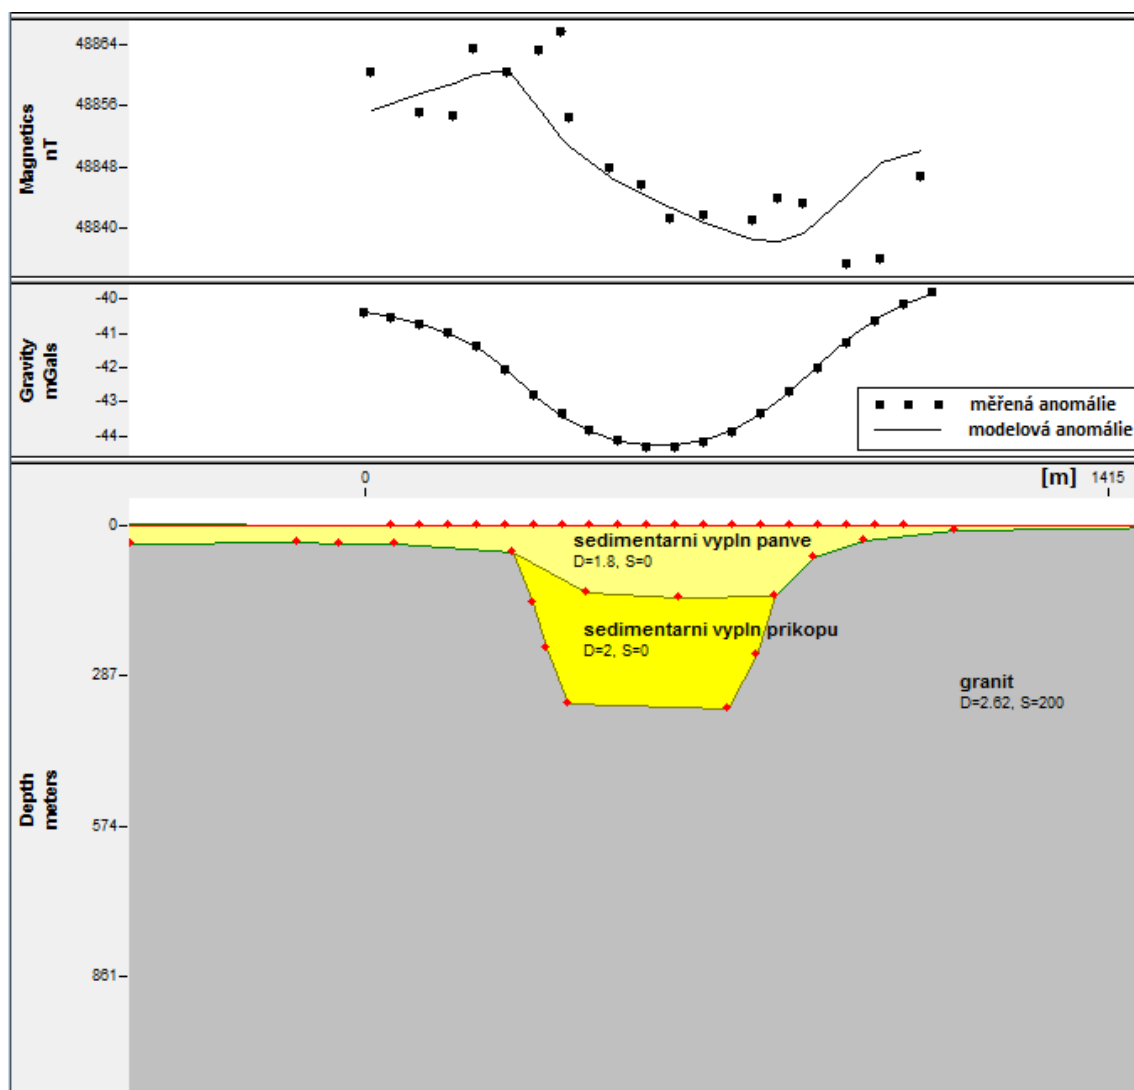 Magnetics
nT
48864
48856
48848
48840
Gravity
mGals
-40
-41
-42
-43
-44
měřená anomálie
modelová anomálie
0
[m]
1415
Depth
meters
0
287
574
861
sedimentarni vypln panve
D=1.8, S=0
sedimentarni vypln prikopu
D=2, S=0
granit
D=2.62, S=200